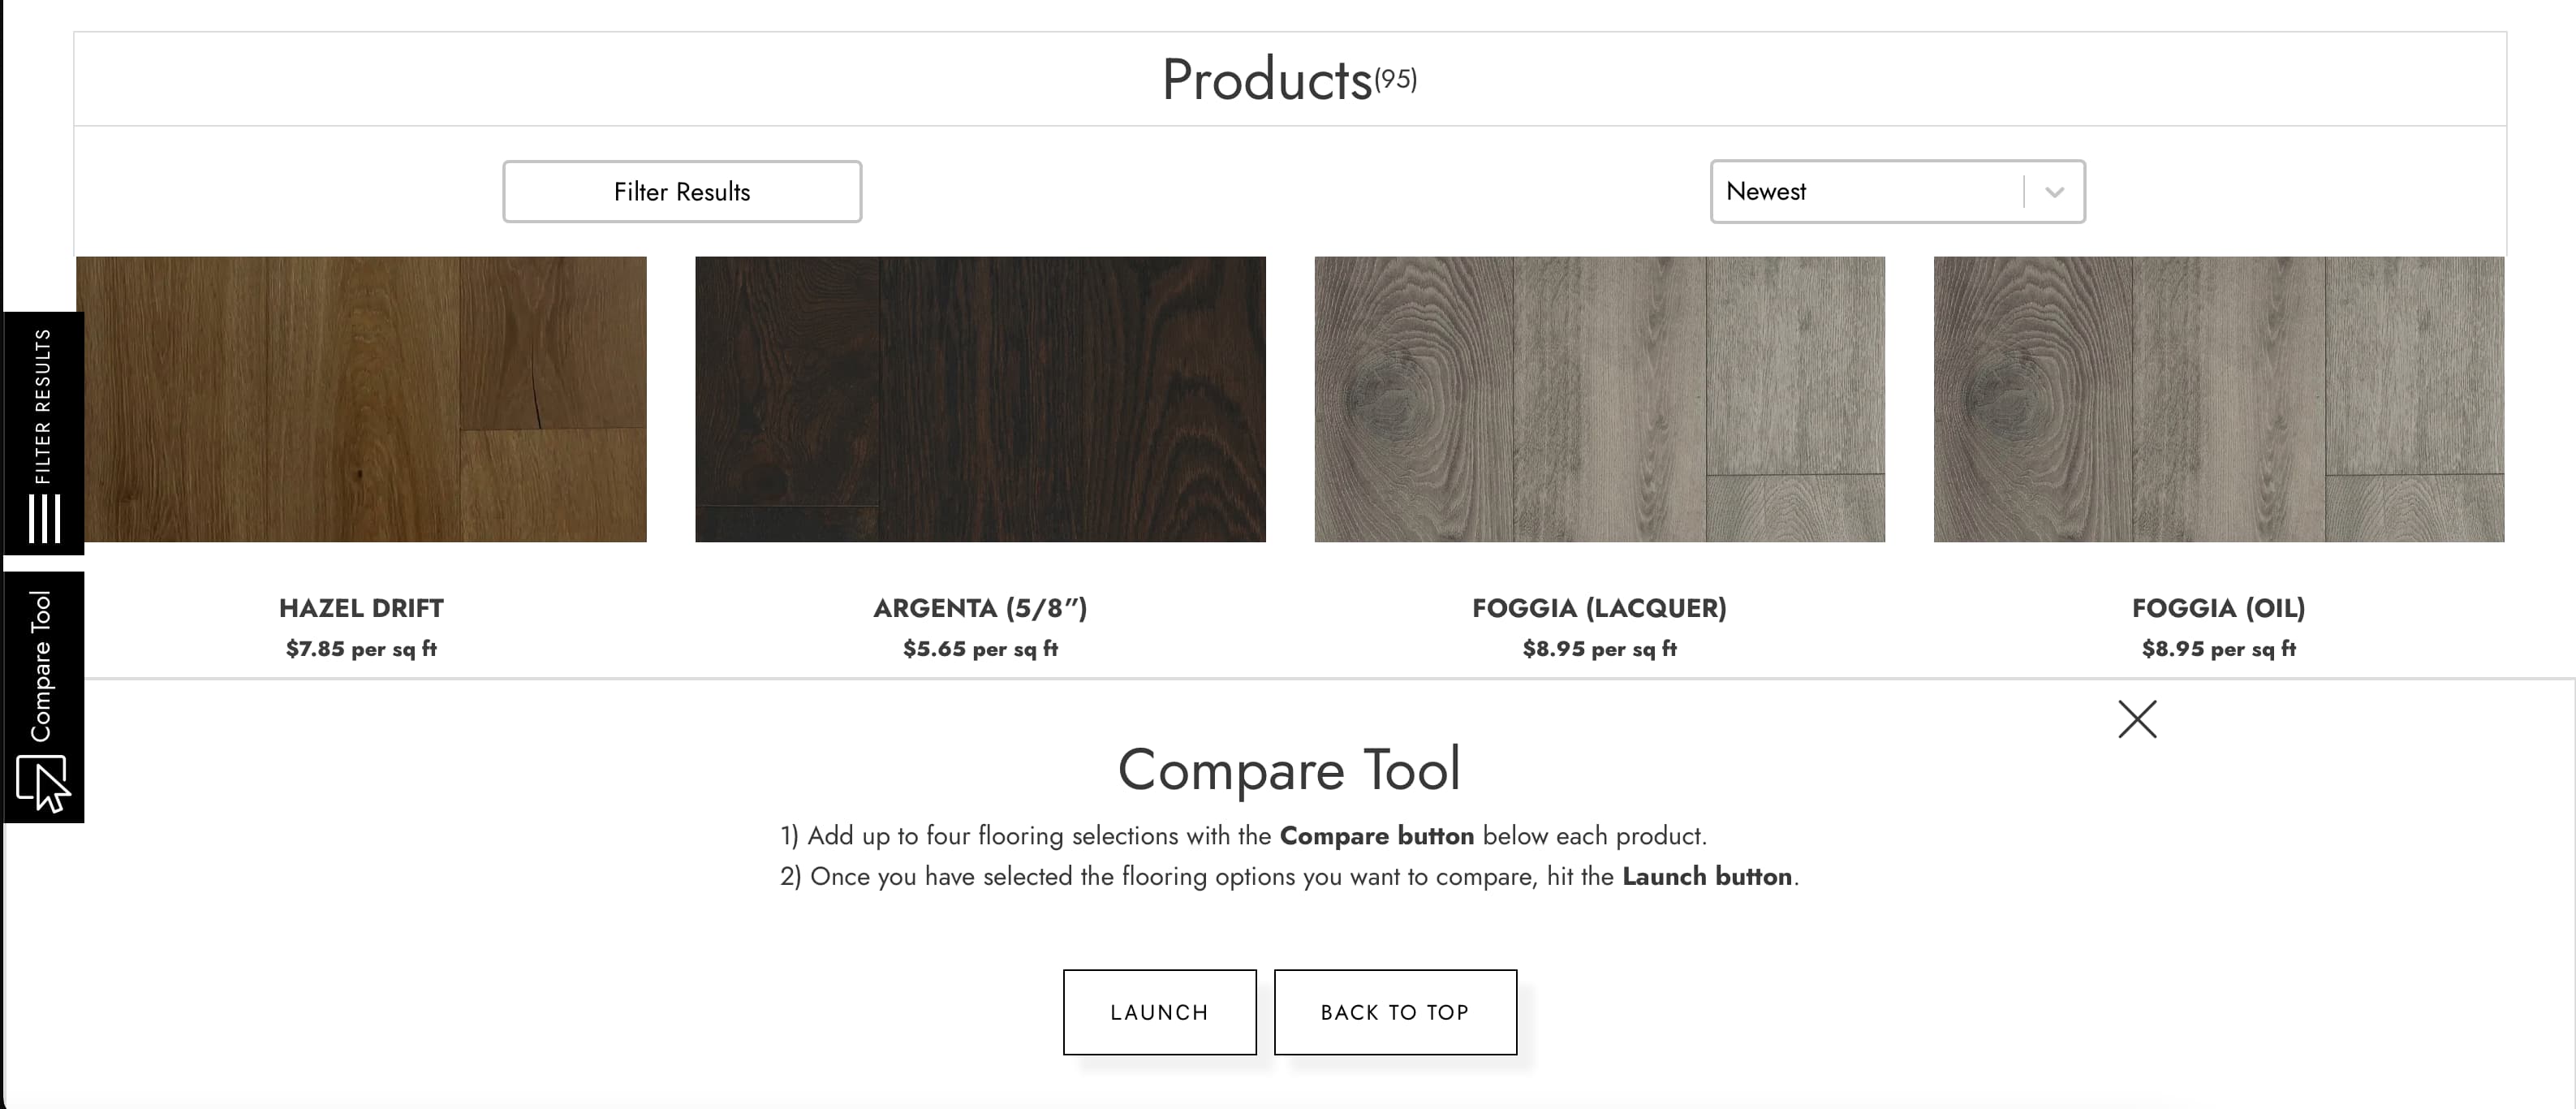 Products(95)
Filter Results
Newest
FILTER RESULTS
Compare Tool
HAZEL DRIFT
$7.85 per sq ft
ARGENTA (5/8”)
$5.65 per sq ft
FOGGIA (LACQUER)
$8.95 per sq ft
FOGGIA (OIL)
$8.95 per sq ft
Compare Tool
1) Add up to four flooring selections with the Compare button below each product.
2) Once you have selected the flooring options you want to compare, hit the Launch button.
LAUNCH
BACK TO TOP